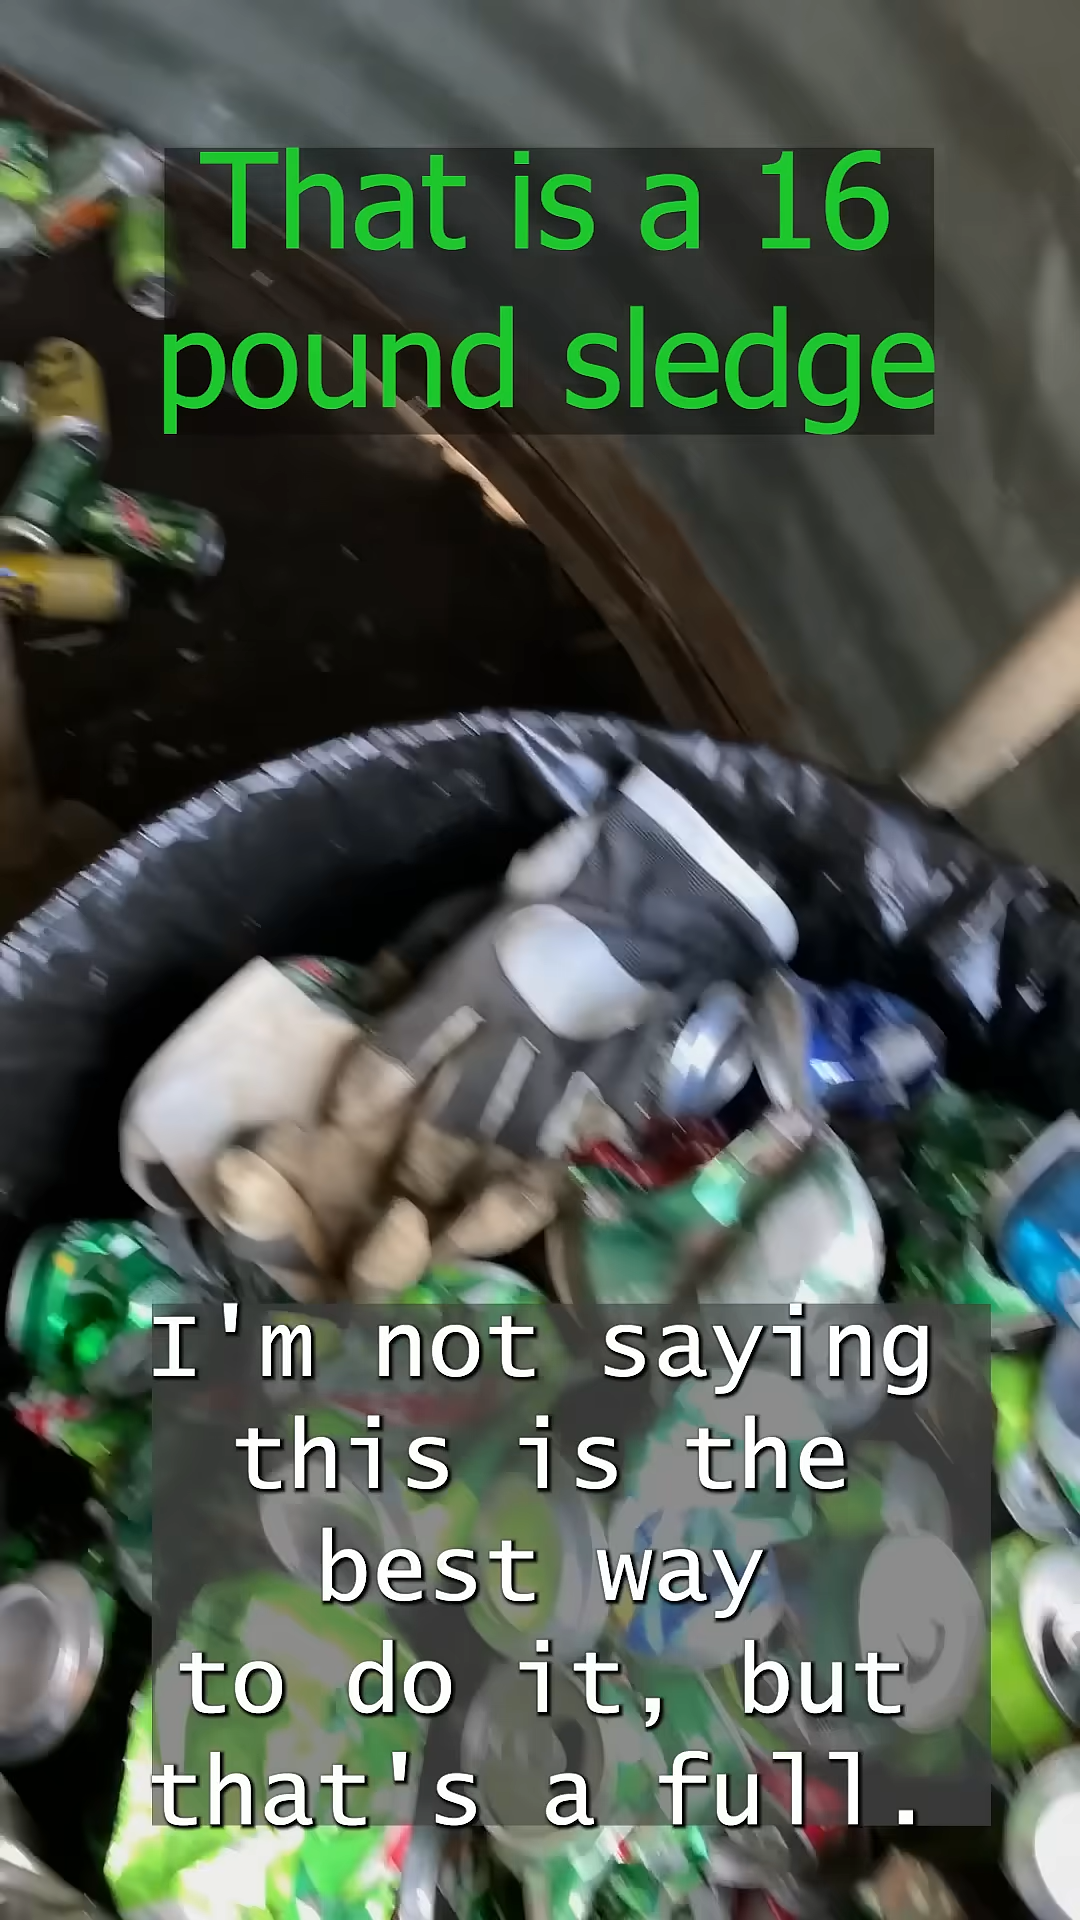 That is a 16
pound sledge
I'm not saying
this is the
best way
to do it, but
that's a full.